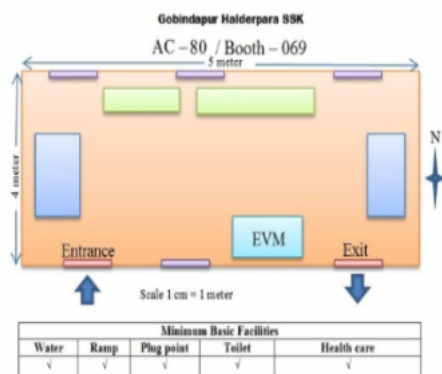 Gobindapur Halderpara SSK
AC – 80 / Booth – 069
5 meter
4 meter
N
Entrance
EVM
Exit
Scale 1 cm = 1 meter
Minimum Basic Facilities
Water Ramp Plug point Toilet Health care
√ √ √ √ √